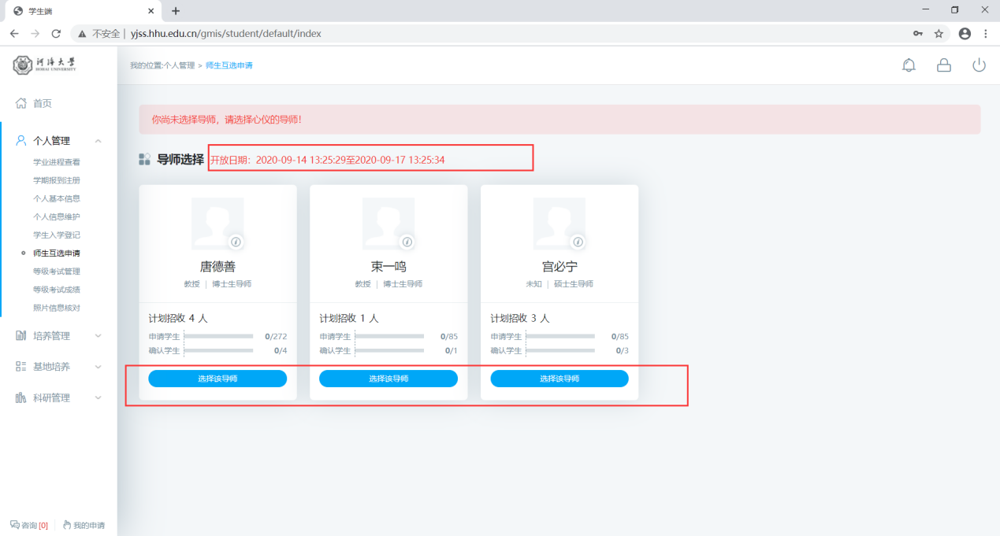 学生端
不安全 | yjss.hhu.edu.cn/gmis/student/default/index
河海大学
HOHAI UNIVERSITY
我的位置:个人管理 > 师生互选申请
首页
个人管理
学业进程查看
学期报到注册
个人基本信息
个人信息维护
学生入学登记
师生互选申请
等级考试管理
等级考试成绩
照片信息核对
培养管理
基地培养
科研管理
咨询[0]
我的申请
你尚未选择导师，请选择心仪的导师！
导师选择 开放日期：2020-09-14 13:25:29至2020-09-17 13:25:34
唐德善
教授 | 博士生导师
计划招收 4 人
申请学生 0/272
确认学生 0/4
选择该导师
束一鸣
教授 | 博士生导师
计划招收 1 人
申请学生 0/85
确认学生 0/1
选择该导师
宫必宁
未知 | 硕士生导师
计划招收 3 人
申请学生 0/85
确认学生 0/3
选择该导师